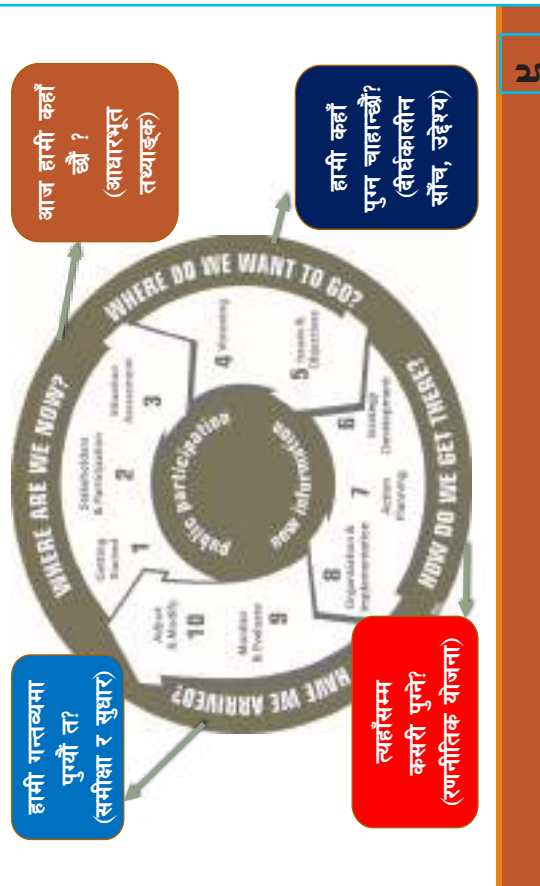 आज हामी कहाँ
छौं ?
(आधारभूत
तथ्याङ्क)
हामी कहाँ
पुग्न चाहान्छौं?
(दीर्घकालीन
सोँच, उद्देश्य)
त्यहाँसम्म
कसरी पुग्ने?
(रणनीतिक योजना)
हामी गन्तव्यमा
पुग्यौं त?
(समीक्षा र सुधार)
WHERE ARE WE NOW?
WHERE DO WE WANT TO GO?
HOW DO WE GET THERE?
HAVE WE ARRIVED?
Getting
Started
1
Stakeholders
& Participation
2
Situation
Assessment
3
4
Visioning
5
Issues &
Objectives
6
Strategy
Development
7
Action
Planning
8
Organization &
Implementation
9
Monitor
& Evaluate
Adjust
& Modify
10
public participation
new information